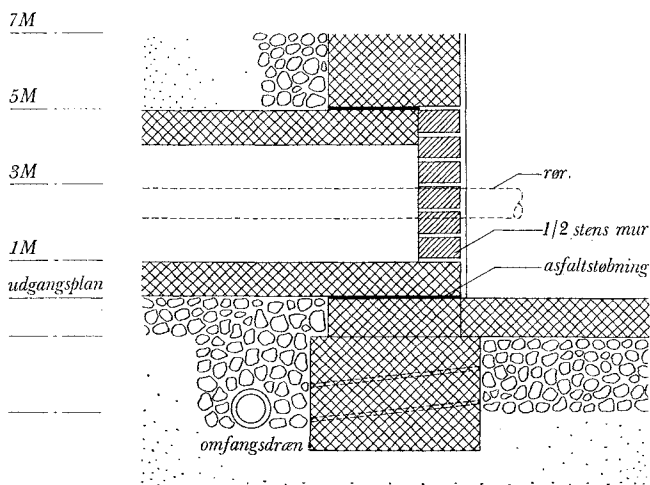 7M
5M
3M
rør.
1/2 stens mur
1M
asfaltstøbning
udgangsplan
omfangsdræn